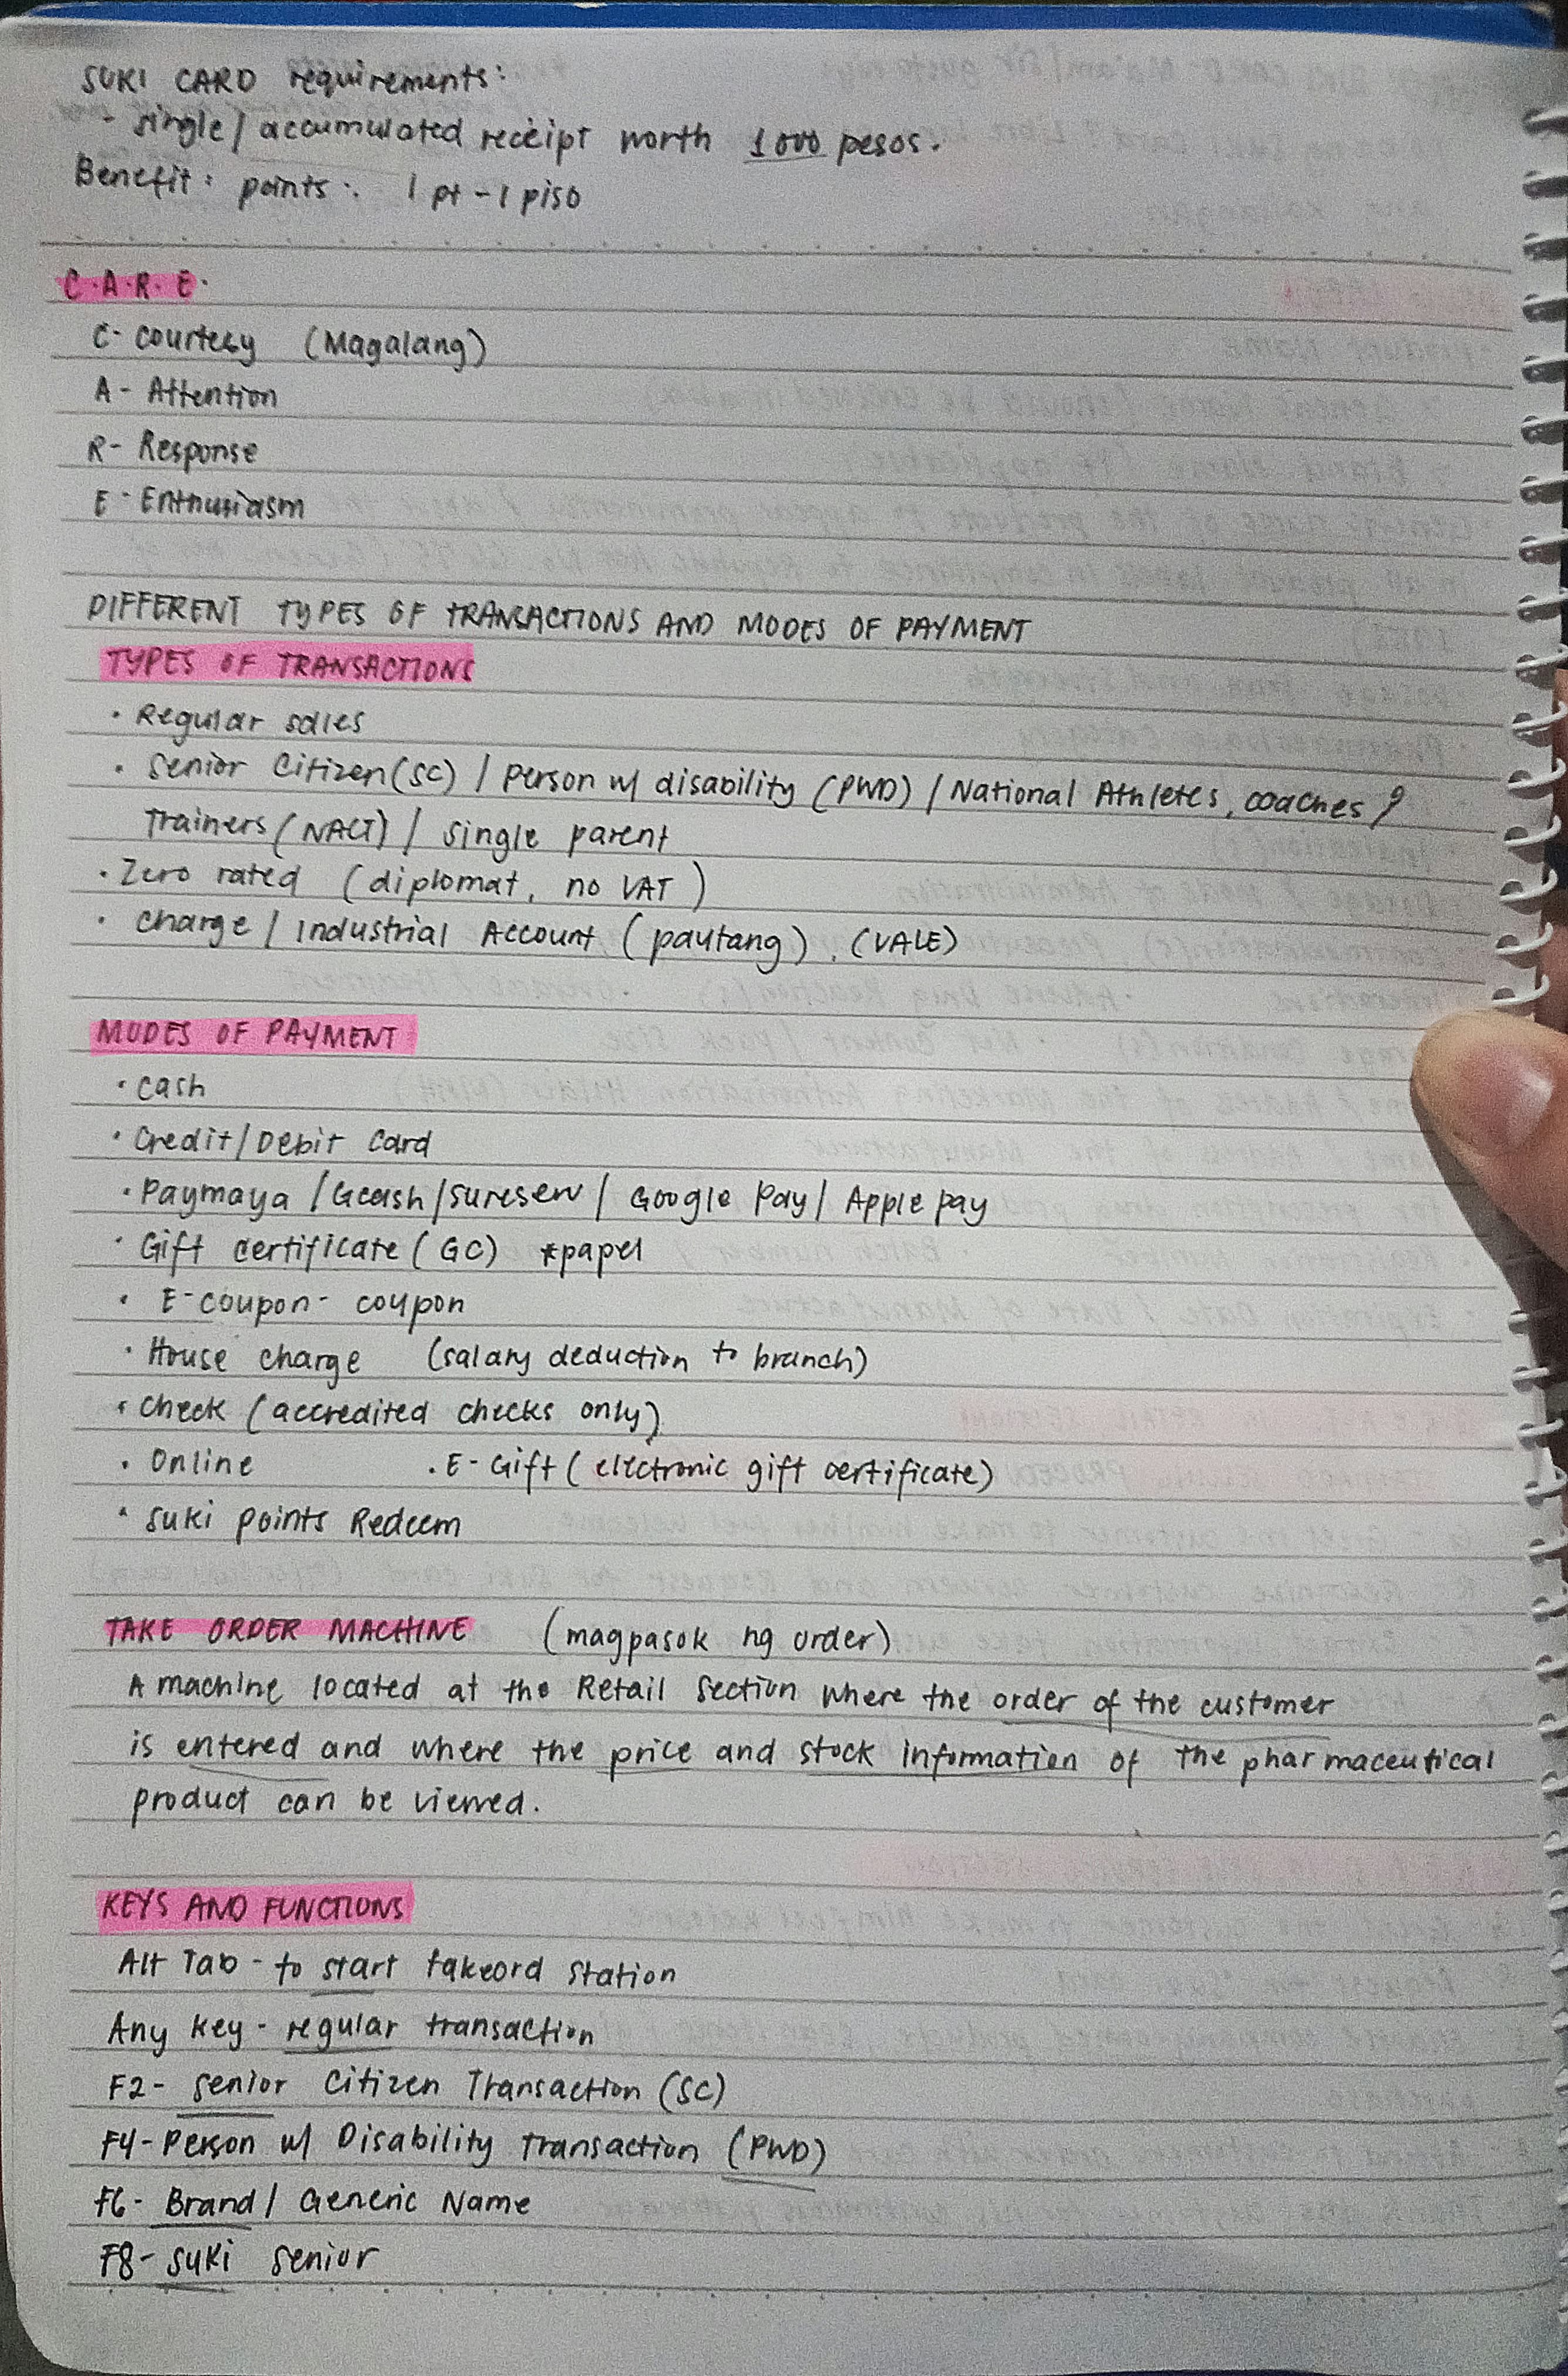 SUKI CARD requirements:
- single / accumulated receipt worth 1000 pesos.
Benefit: points: 1 pt - 1 piso
C.A.R.E.
C- Courtesy (Magalang)
A- Attention
R- Response
E- Enthusiasm
DIFFERENT TYPES OF TRANSACTIONS AND MODES OF PAYMENT
TYPES OF TRANSACTIONS
• Regular sales
• Senior Citizen (SC) / Person w/ disability (PWD) / National Athletes, coaches &
Trainers (NACT) / Single parent
• Zero rated (diplomat, no VAT)
• Charge / Industrial Account (pautang), (VALE)
MODES OF PAYMENT
• Cash
• Credit/Debit Card
• Paymaya / Gcash / sureserv / Google Pay / Apple pay
• Gift certificate (GC) *papel
• E-coupon - coupon
• House charge (salary deduction to branch)
• Check (accredited checks only)
• Online • E-Gift (electronic gift certificate)
• Suki Points Redeem
TAKE ORDER MACHINE (magpasok ng order)
A machine located at the Retail Section where the order of the customer
is entered and where the price and stock information of the pharmaceutical
product can be viewed.
KEYS AND FUNCTIONS
Alt Tab - to start takeord station
Any key - regular transaction
F2 - Senior Citizen Transaction (SC)
F4 - Person w/ Disability Transaction (PWD)
F6 - Brand / Generic Name
F8 - Suki Senior